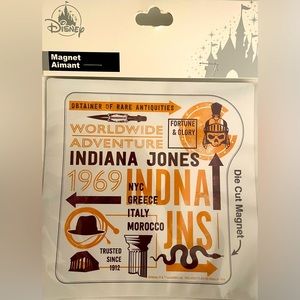 Disney
Magnet
Aimant
OBTAINER OF RARE ANTIQUITIES
WORLDWIDE
ADVENTURE
FORTUNE
& GLORY
INDIANA JONES
1969
NYC
GREECE
ITALY
MOROCCO
INDNA
JNS
TRUSTED
SINCE
1912
Die Cut Magnet